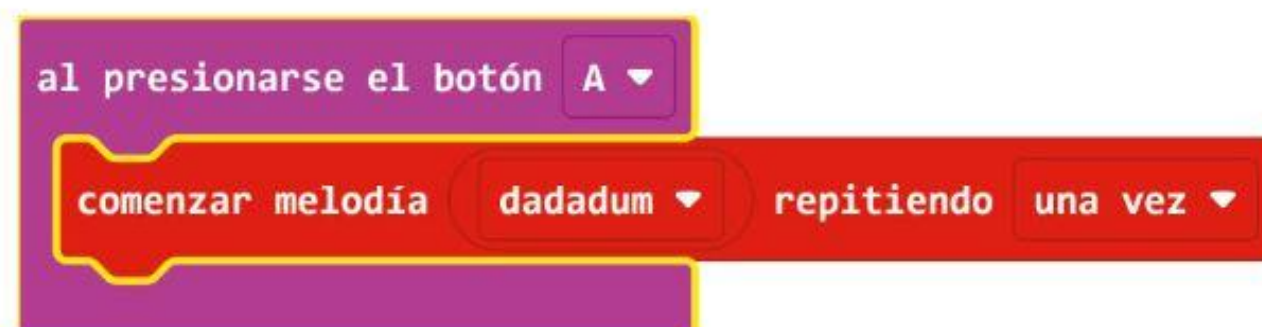 al presionarse el botón A
comenzar melodía dadadum repitiendo una vez